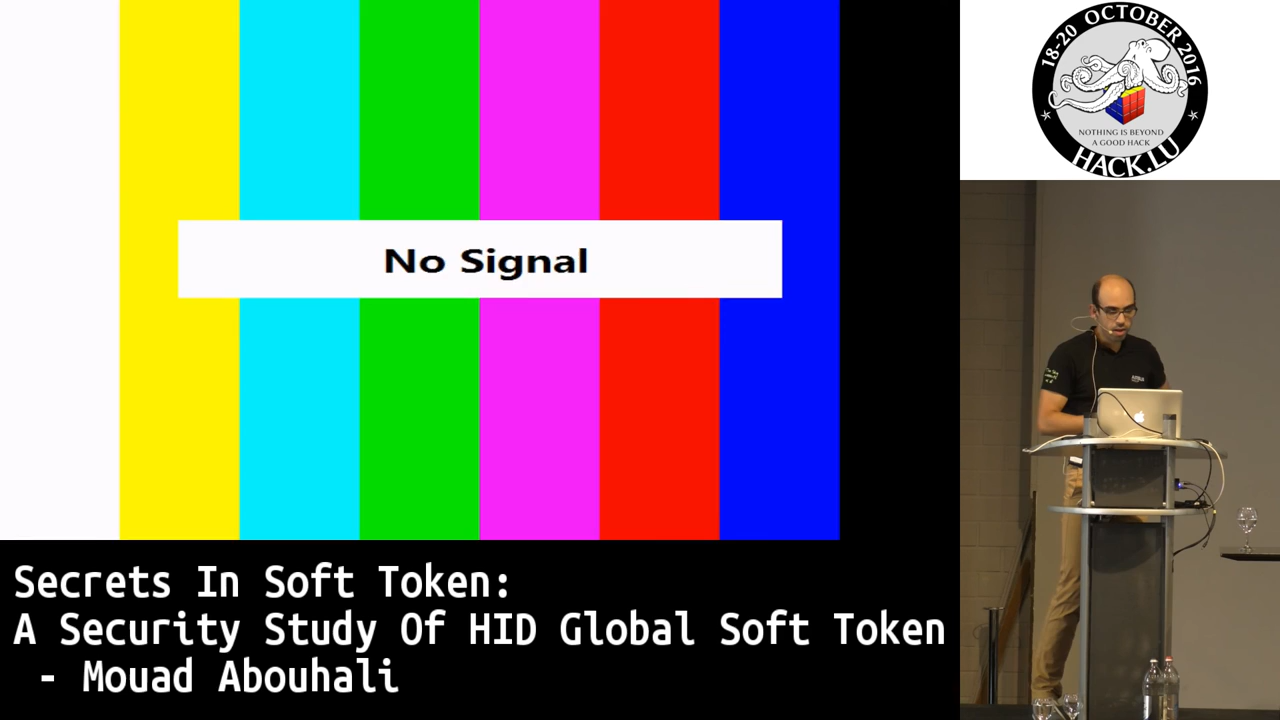 No Signal
18-20 OCTOBER 2016
NOTHING IS BEYOND
A GOOD HACK
HACK.LU
Secrets In Soft Token:
A Security Study Of HID Global Soft Token
- Mouad Abouhali